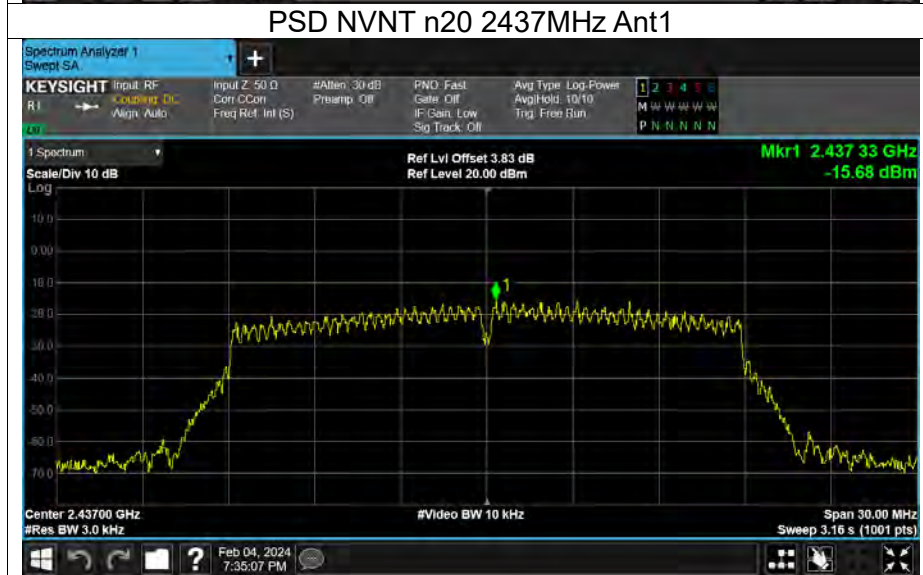 PSD NVNT n20 2437MHz Ant1
Spectrum Analyzer 1
Swept SA
+
KEYSIGHT Input: RF Input Z: 50 Ω #Atten: 30 dB PNO: Fast Avg Type: Log-Power 1 2 3 4 5 6
Coupling: DC Corr CCorr Preamp: Off Gate: Off Avg|Hold: 10/10 M W W W W W
Align: Auto Freq Ref: Int (S) IF Gain: Low Trig: Free Run
Sig Track: Off P N N N N N
1 Spectrum Ref Lvl Offset 3.83 dB Mkr1 2.437 33 GHz
Scale/Div 10 dB Ref Level 20.00 dBm -15.68 dBm
Log
10.0
0.00
-10.0
1
-20.0
-30.0
-40.0
-50.0
-60.0
-70.0
Center 2.43700 GHz #Video BW 10 kHz Span 30.00 MHz
#Res BW 3.0 kHz Sweep 3.16 s (1001 pts)
? Feb 04, 2024
7:35:07 PM